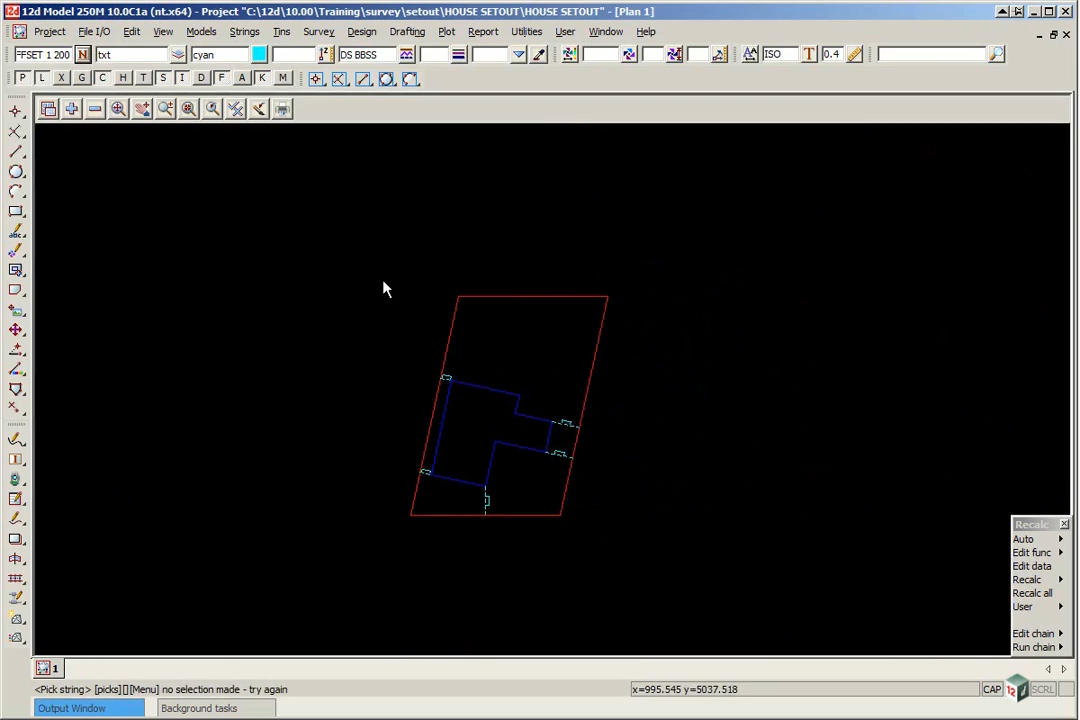 12d Model 250M 10.0C1a (nt.x64) - Project "C:\12d\10.00\Training\survey\setout\HOUSE SETOUT\HOUSE SETOUT" - [Plan 1]
Project File I/O Edit View Models Strings Tins Survey Design Drafting Plot Report Utilities User Window Help
FFSET 1 200 N txt cyan DS BBSS ISO T 0.4
P L X G C H T S I D F A K M
Recalc
Auto
Edit func
Edit data
Recalc
Recalc all
User
Edit chain
Run chain
1
<Pick string> [picks][][Menu] no selection made - try again x=995.545 y=5037.518 CAP 12 SCRL
Output Window Background tasks